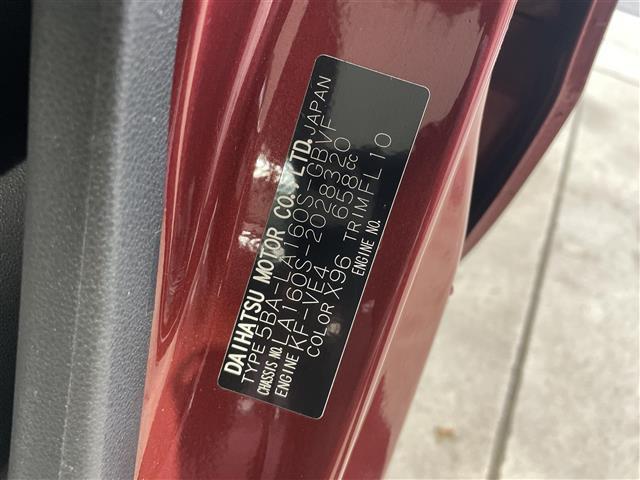 DAIHATSU MOTOR CO., LTD. JAPAN
TYPE 5BA-LA160S-GBVF
CHASSIS NO. LA160S-2028320
ENGINE KF-VE4 658cc
COLOR X96 TRIM FL10
ENGINE NO.